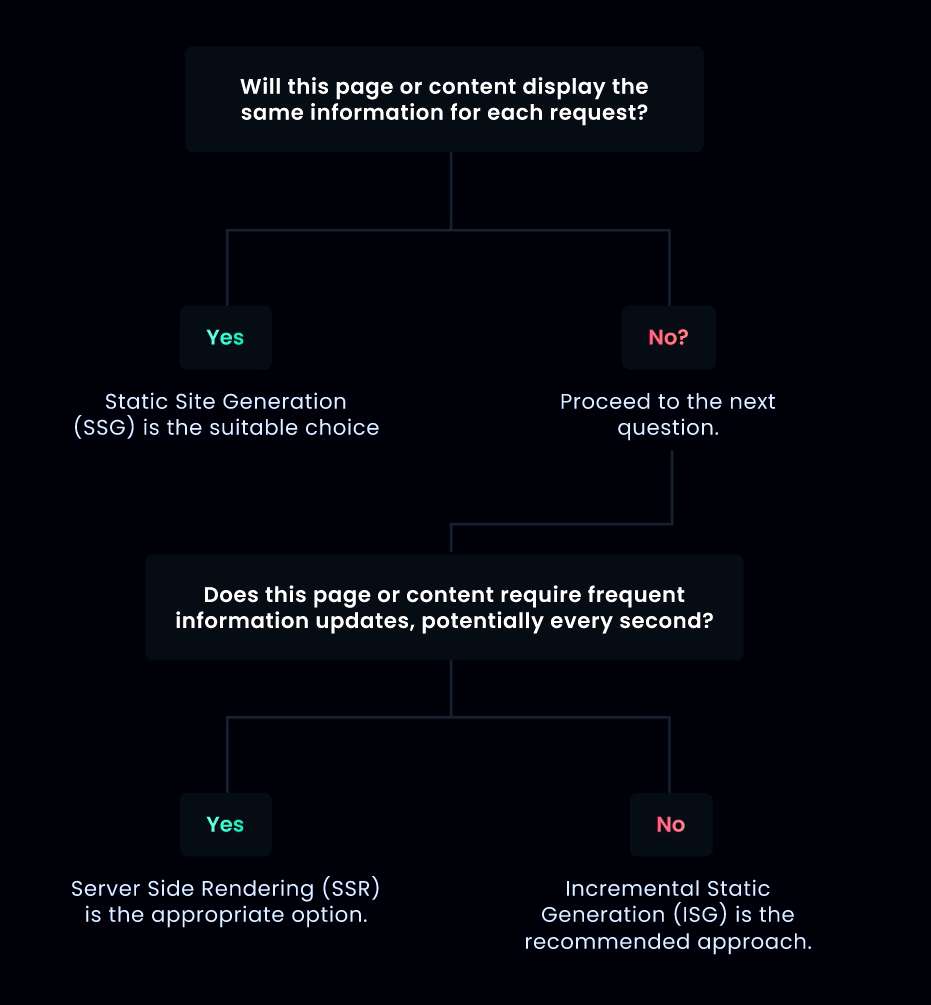 Will this page or content display the
same information for each request?
Yes
No?
Static Site Generation
(SSG) is the suitable choice
Proceed to the next
question.
Does this page or content require frequent
information updates, potentially every second?
Yes
No
Server Side Rendering (SSR)
is the appropriate option.
Incremental Static
Generation (ISG) is the
recommended approach.